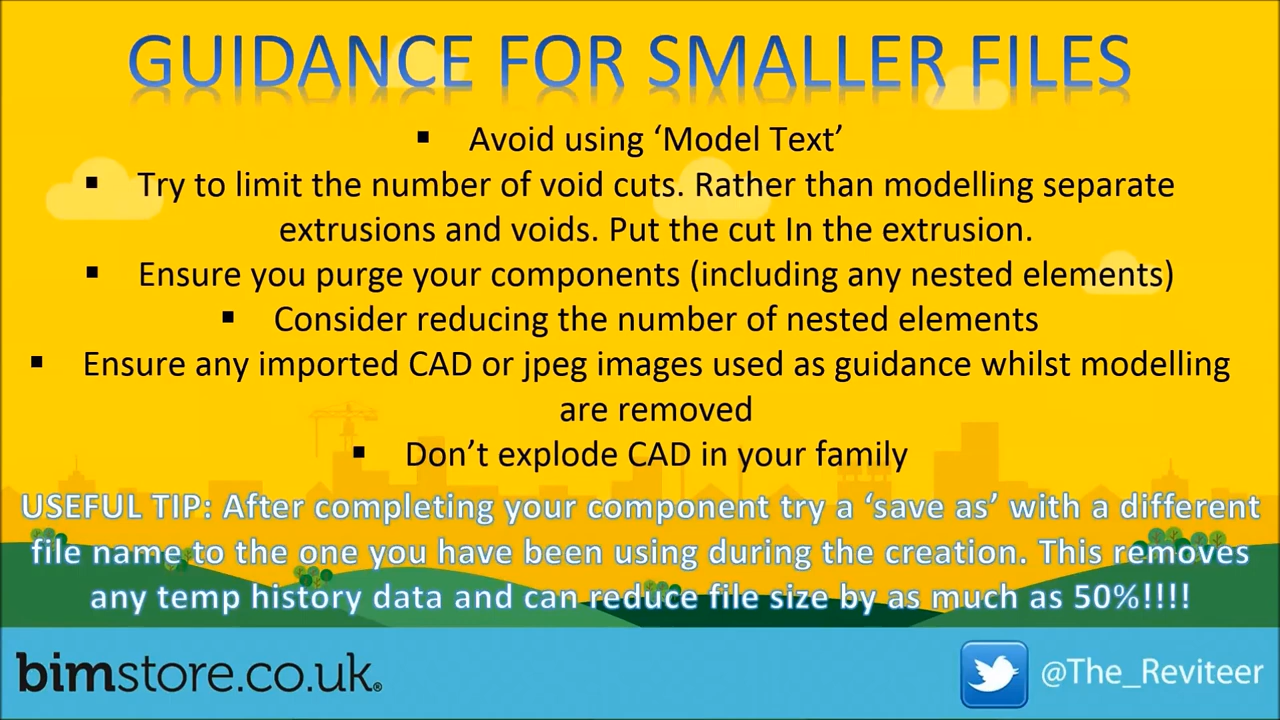 GUIDANCE FOR SMALLER FILES
▪ Avoid using ‘Model Text’
▪ Try to limit the number of void cuts. Rather than modelling separate
extrusions and voids. Put the cut In the extrusion.
▪ Ensure you purge your components (including any nested elements)
▪ Consider reducing the number of nested elements
▪ Ensure any imported CAD or jpeg images used as guidance whilst modelling
are removed
▪ Don’t explode CAD in your family
USEFUL TIP: After completing your component try a ‘save as’ with a different
file name to the one you have been using during the creation. This removes
any temp history data and can reduce file size by as much as 50%!!!!
bimstore.co.uk®
@The_Reviteer